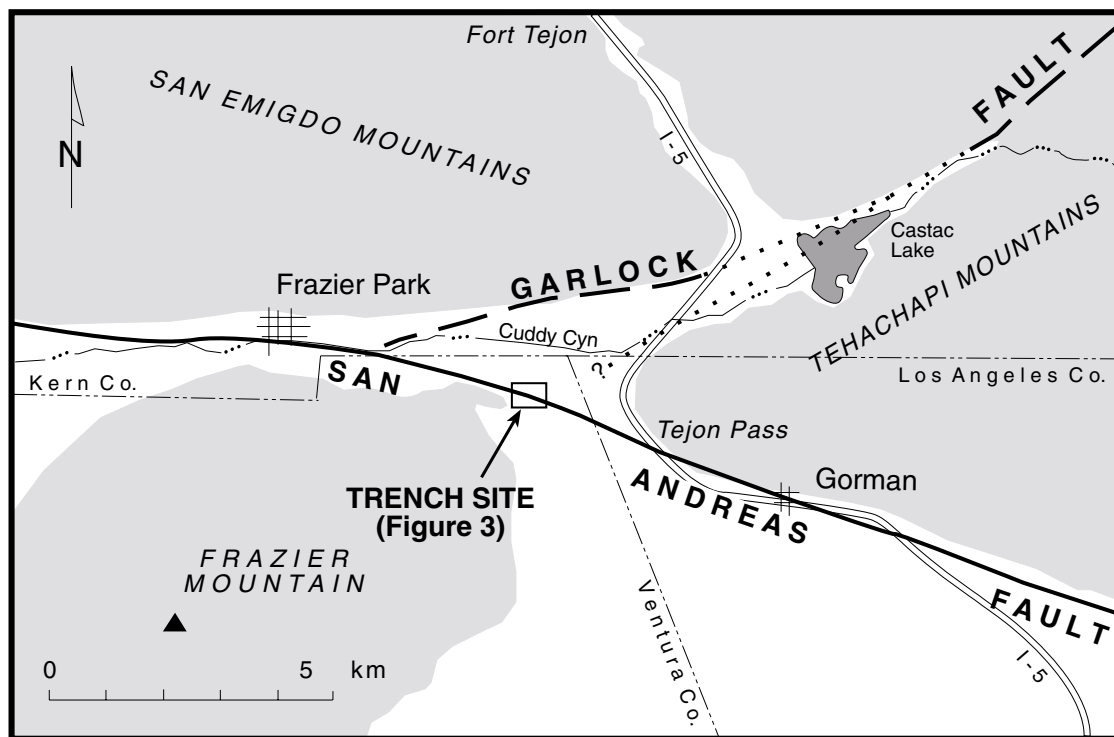 Fort Tejon
FAULT
SAN EMIGDO MOUNTAINS
I-5
N
Castac
Lake
TEHACHAPI MOUNTAINS
GARLOCK
Frazier Park
Cuddy Cyn
SAN
?
Kern Co.
Los Angeles Co.
Tejon Pass
Gorman
TRENCH SITE
(Figure 3)
ANDREAS
FRAZIER
MOUNTAIN
Ventura Co.
FAULT
I-5
0 5 km